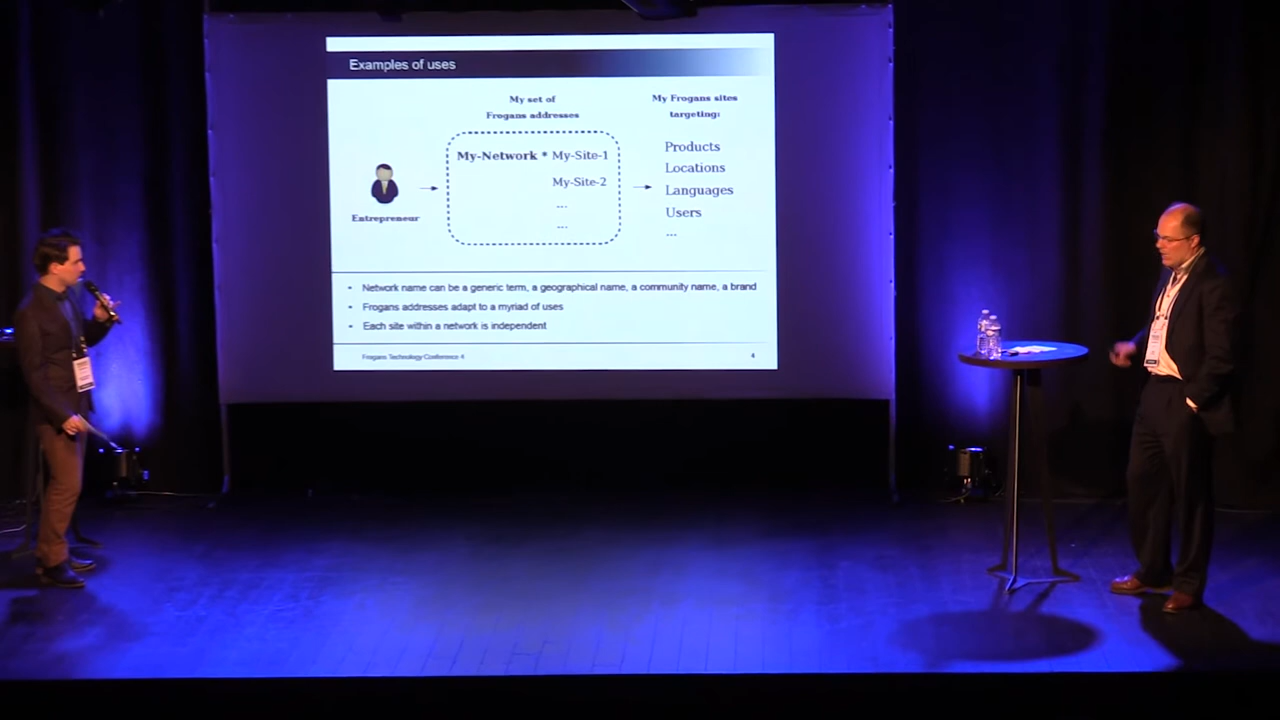 Examples of uses
My set of
Frogans addresses
My Frogans sites
targeting:
Entrepreneur
My-Network * My-Site-1
My-Site-2
...
...
Products
Locations
Languages
Users
...
• Network name can be a generic term, a geographical name, a community name, a brand
• Frogans addresses adapt to a myriad of uses
• Each site within a network is independent
Frogans Technology Conference 4
4